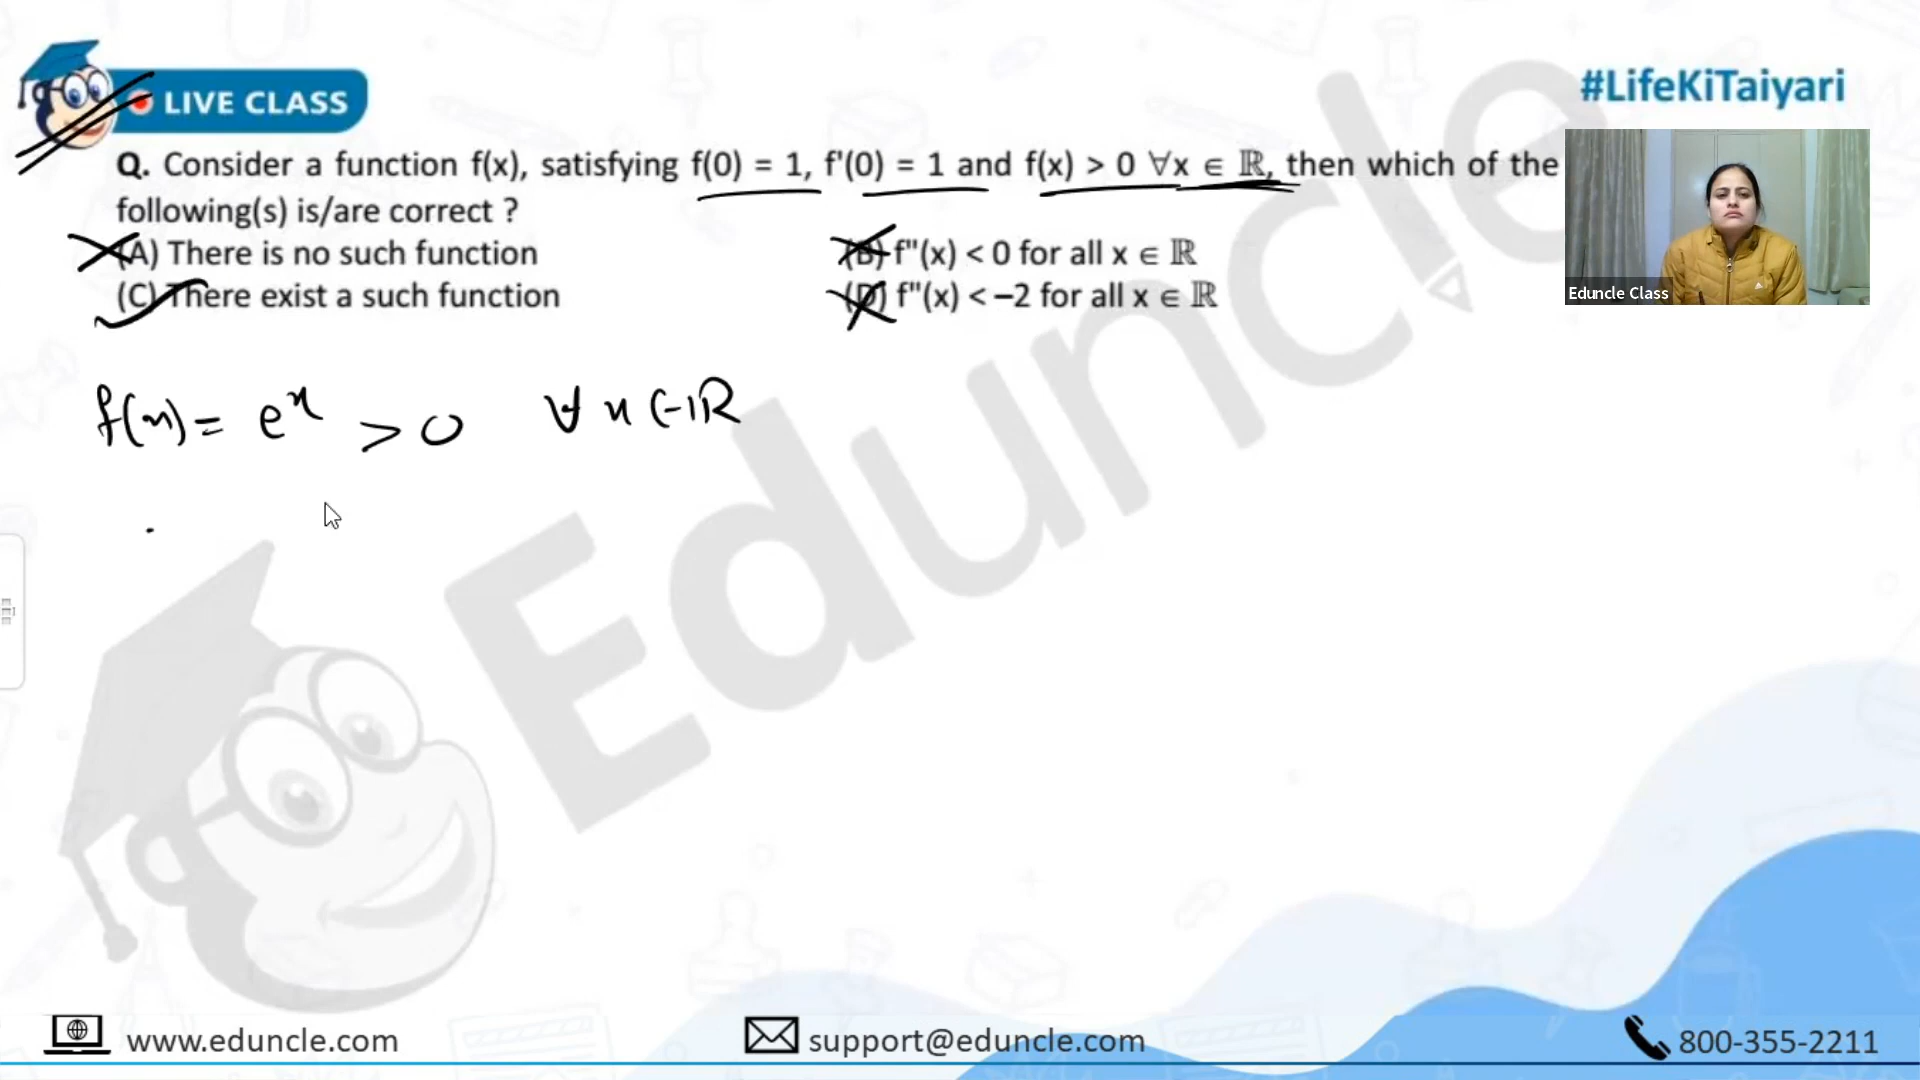 LIVE CLASS
#LifeKiTaiyari
Q. Consider a function f(x), satisfying f(0) = 1, f'(0) = 1 and f(x) > 0 ∀x ∈ ℝ, then which of the
following(s) is/are correct ?
(A) There is no such function
(B) f"(x) < 0 for all x ∈ ℝ
(C) There exist a such function
(D) f"(x) < –2 for all x ∈ ℝ
Eduncle Class
f(x) = e^x > 0 ∀ x ∈ ℝ
Eduncle
www.eduncle.com
support@eduncle.com
800-355-2211